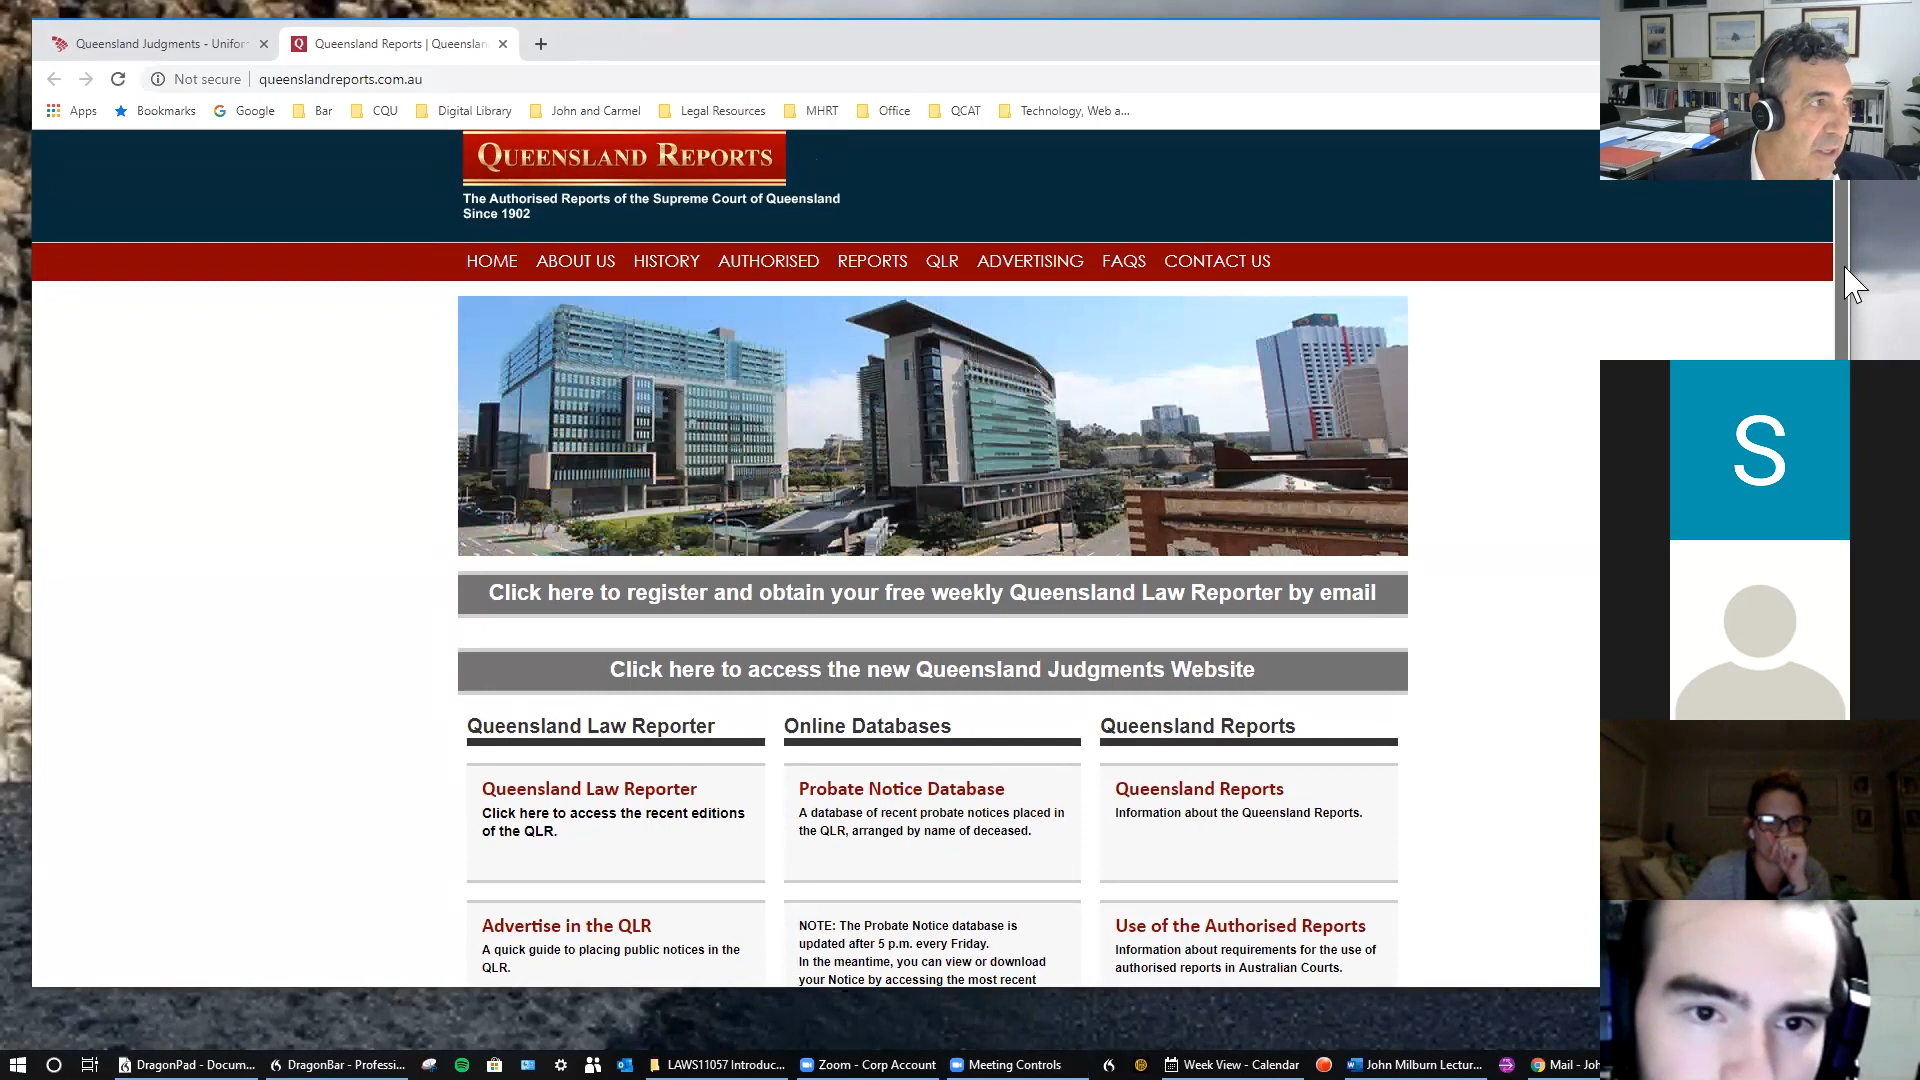 Queensland Judgments - Unifor
Queensland Reports | Queenslan
Not secure
queenslandreports.com.au
Apps
Bookmarks
Google
Bar
CQU
Digital Library
John and Carmel
Legal Resources
MHRT
Office
QCAT
Technology, Web a...
QUEENSLAND REPORTS
The Authorised Reports of the Supreme Court of Queensland
Since 1902
HOME ABOUT US HISTORY AUTHORISED REPORTS QLR ADVERTISING FAQS CONTACT US
S
Click here to register and obtain your free weekly Queensland Law Reporter by email
Click here to access the new Queensland Judgments Website
Queensland Law Reporter
Queensland Law Reporter
Click here to access the recent editions
of the QLR.
Advertise in the QLR
A quick guide to placing public notices in the
QLR.
Online Databases
Probate Notice Database
A database of recent probate notices placed in
the QLR, arranged by name of deceased.
NOTE: The Probate Notice database is
updated after 5 p.m. every Friday.
In the meantime, you can view or download
your Notice by accessing the most recent
Queensland Reports
Queensland Reports
Information about the Queensland Reports.
Use of the Authorised Reports
Information about requirements for the use of
authorised reports in Australian Courts.
DragonPad - Docum...
DragonBar - Professi...
LAWS11057 Introduc...
Zoom - Corp Account
Meeting Controls
Week View - Calendar
John Milburn Lectur...
Mail - Joh